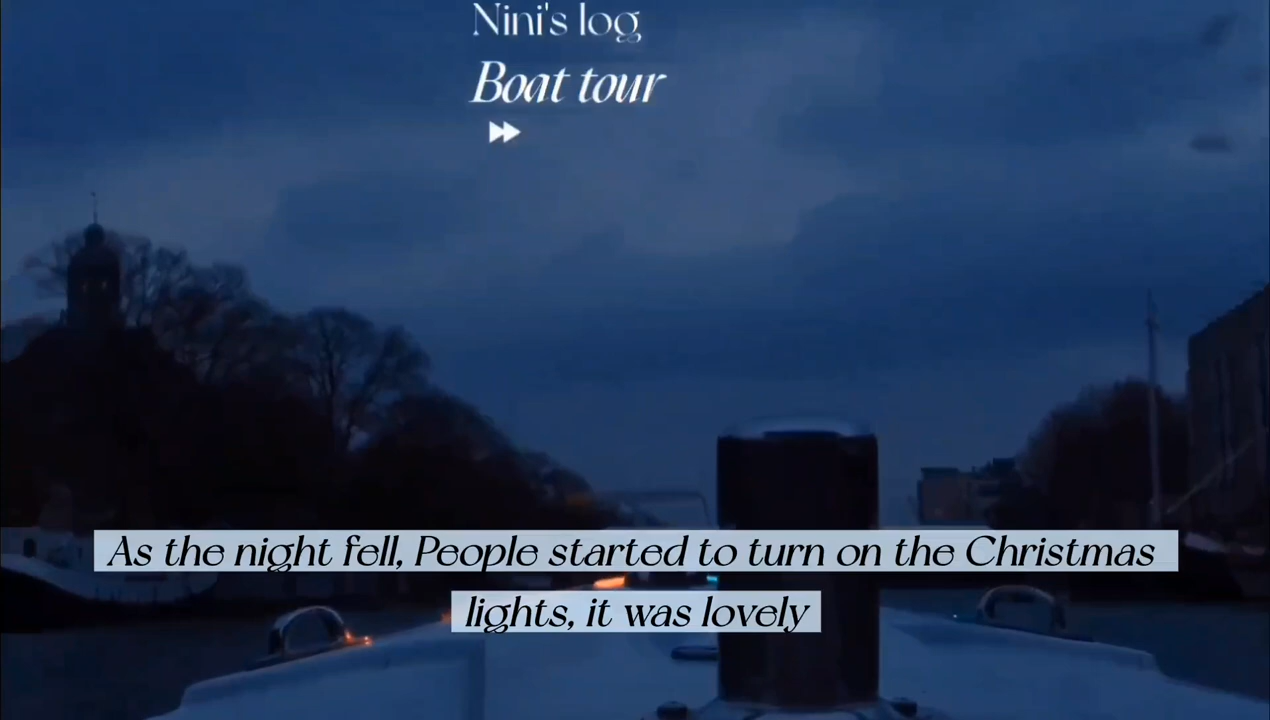 Nini's log
Boat tour
As the night fell, People started to turn on the Christmas
lights, it was lovely